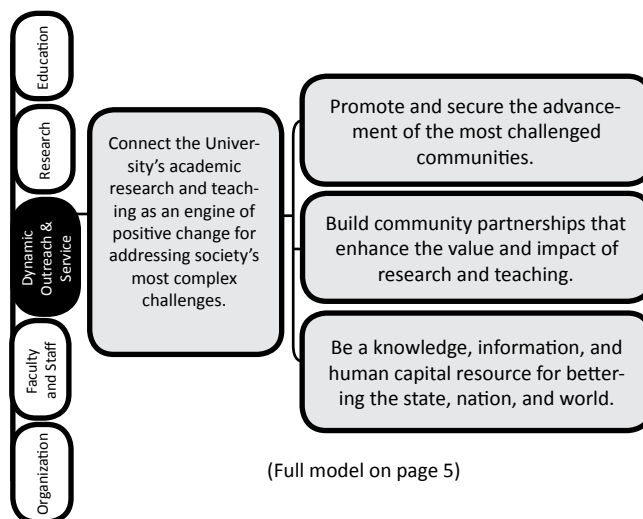 Education
Research
Dynamic
Outreach &
Service
Faculty
and Staff
Organization
Connect the Univer-
sity’s academic
research and teach-
ing as an engine of
positive change for
addressing society’s
most complex
challenges.
Promote and secure the advance-
ment of the most challenged
communities.
Build community partnerships that
enhance the value and impact of
research and teaching.
Be a knowledge, information, and
human capital resource for better-
ing the state, nation, and world.
(Full model on page 5)